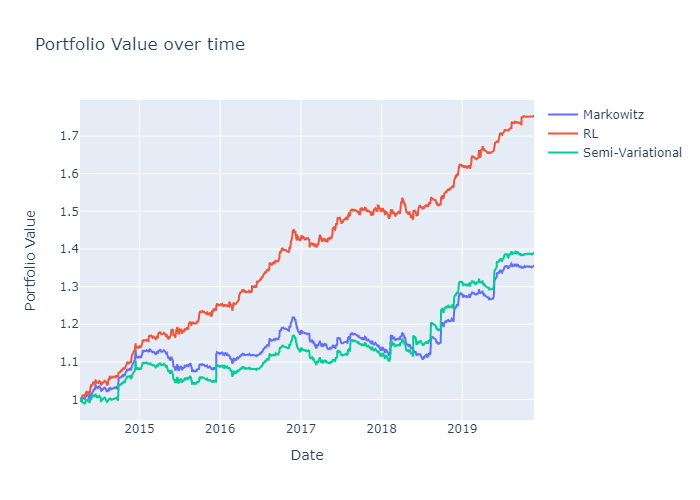 Portfolio Value over time
Markowitz
RL
Semi-Variational
Portfolio Value
1.7
1.6
1.5
1.4
1.3
1.2
1.1
1
2015 2016 2017 2018 2019
Date